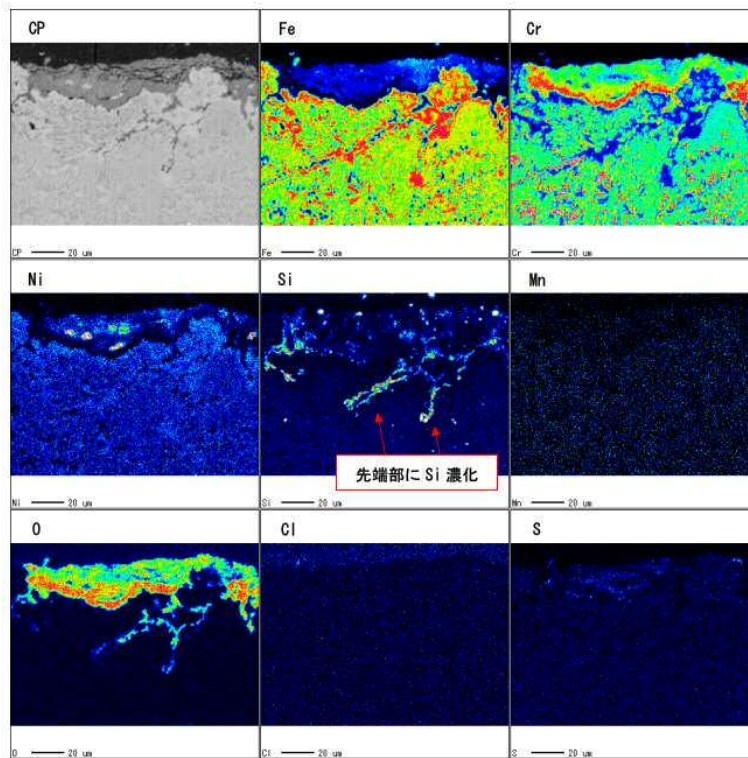 CP Fe Cr
CP 20 um Fe 20 um Cr 20 um
Ni Si Mn
先端部に Si 濃化
Ni 20 um Si 20 um Mn 20 um
O Cl S
O 20 um Cl 20 um S 20 um